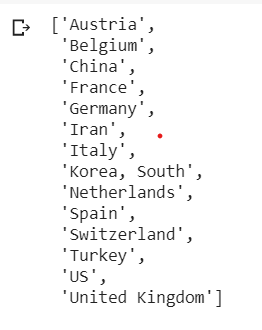 ['Austria',
'Belgium',
'China',
'France',
'Germany',
'Iran',
'Italy',
'Korea, South',
'Netherlands',
'Spain',
'Switzerland',
'Turkey',
'US',
'United Kingdom']